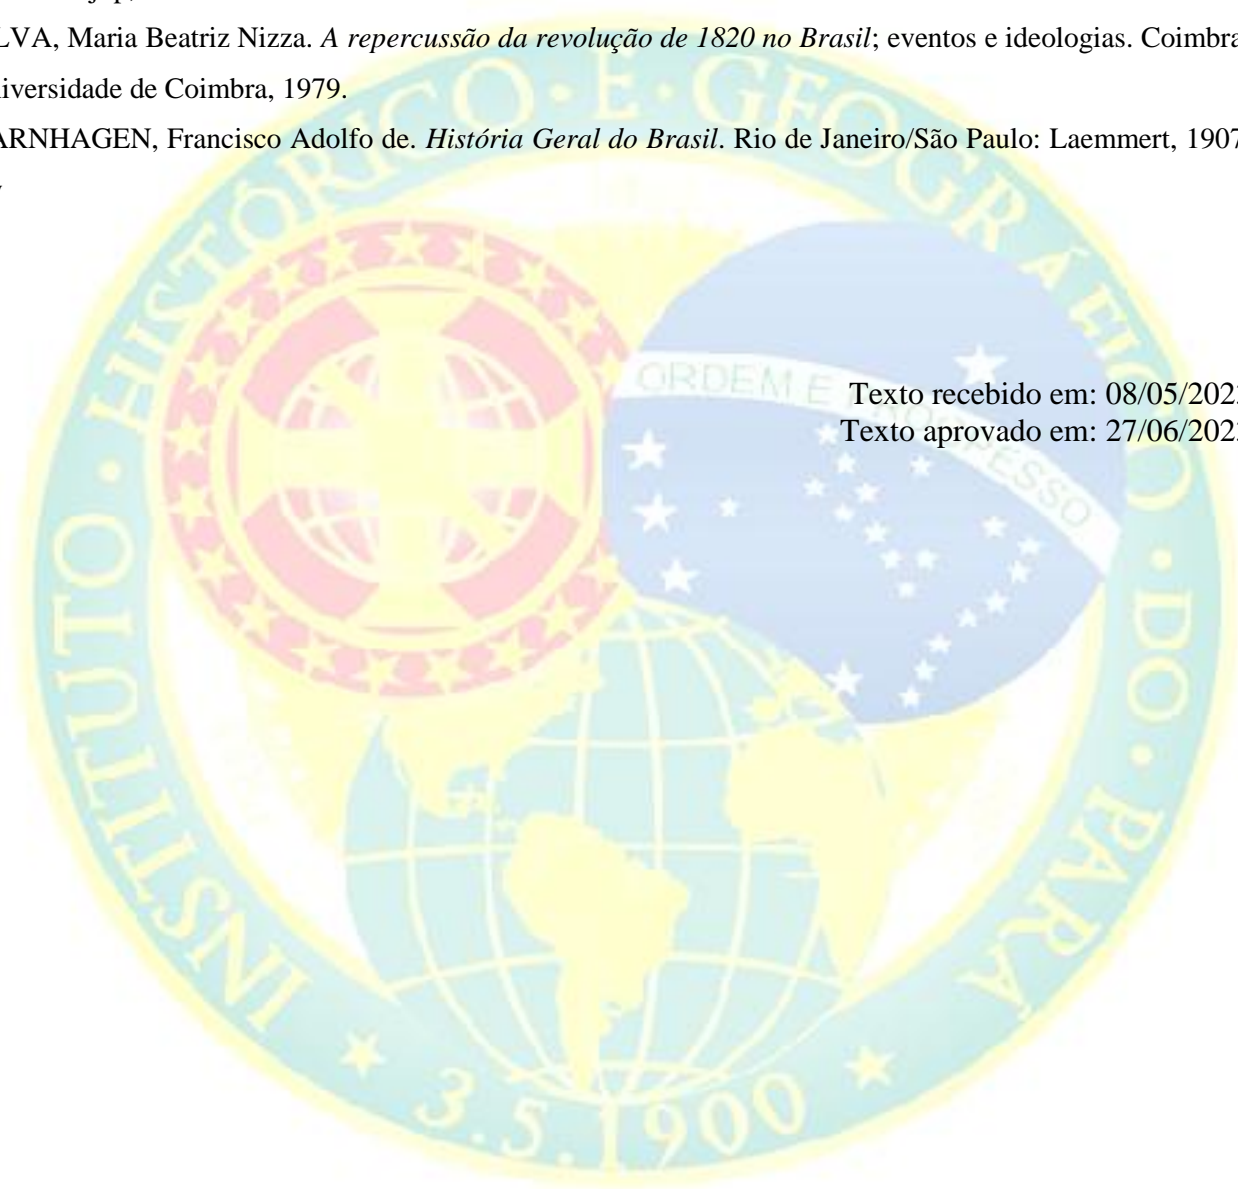 LVA, Maria Beatriz Nizza. A repercussão da revolução de 1820 no Brasil; eventos e ideologias. Coimbra
iversidade de Coimbra, 1979.
ARNHAGEN, Francisco Adolfo de. História Geral do Brasil. Rio de Janeiro/São Paulo: Laemmert, 1907
INSTITUTO • HISTÓRICO • E • GEOGRÁFICO • DO • PARÁ
ORDEM E PROGRESSO
Texto recebido em: 08/05/202
Texto aprovado em: 27/06/202
3.5.1900